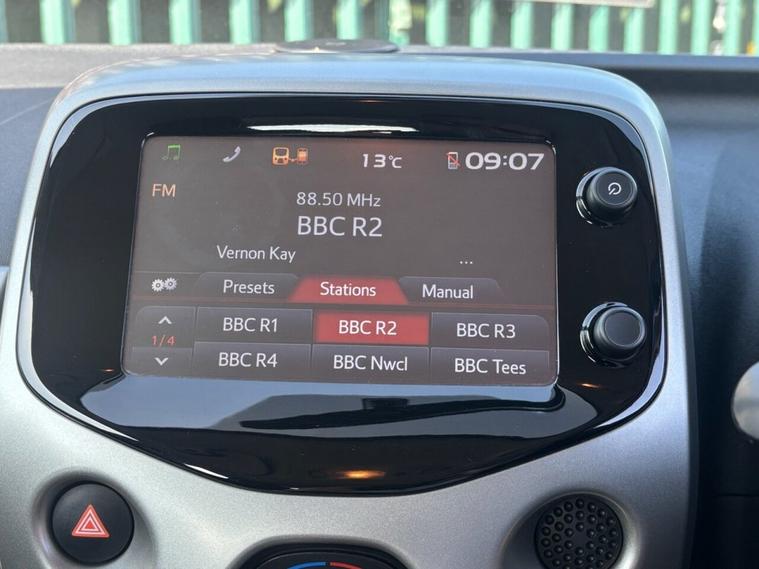 13°C 09:07
FM
88.50 MHz
BBC R2
Vernon Kay ...
Presets Stations Manual
BBC R1 BBC R2 BBC R3
1/4
BBC R4 BBC Nwcl BBC Tees